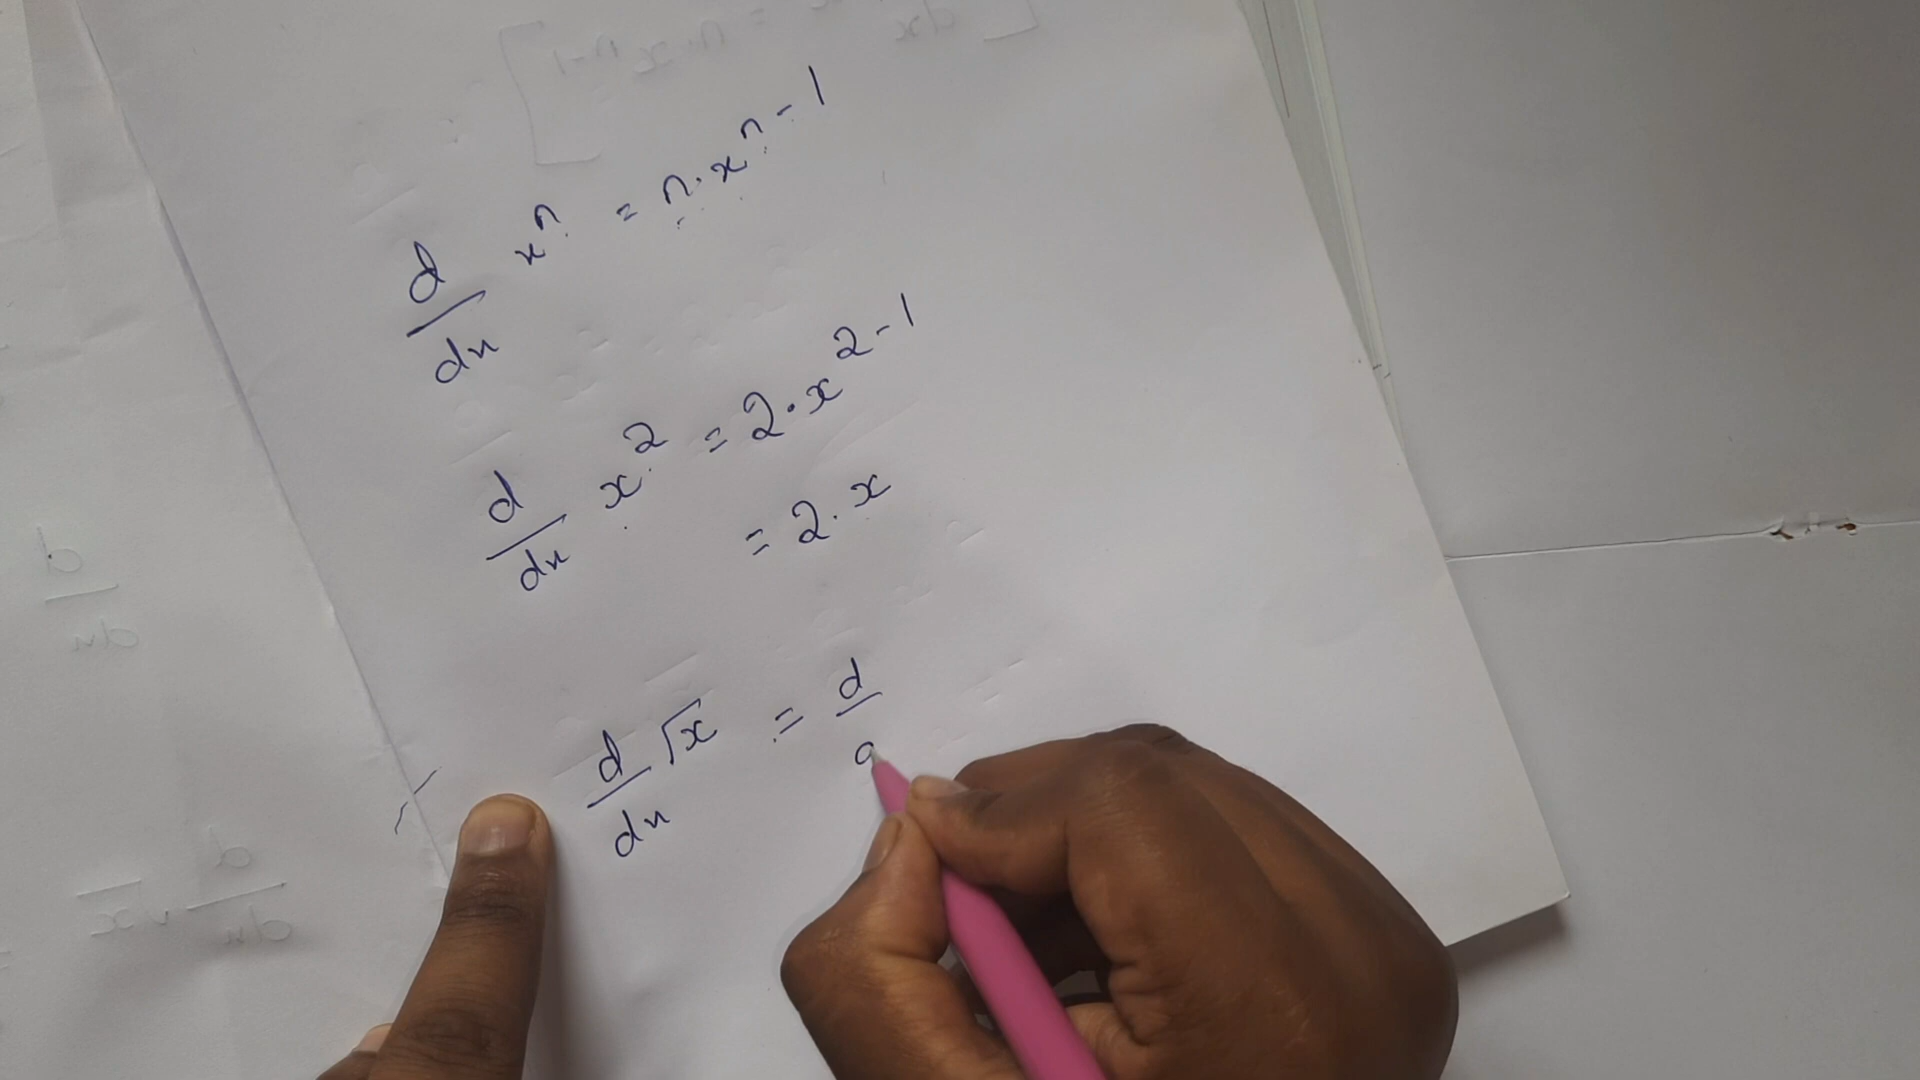 d/dx x^n = n·x^n-1
d/dx x^2 = 2·x^2-1
= 2·x
d/dx √x = d/